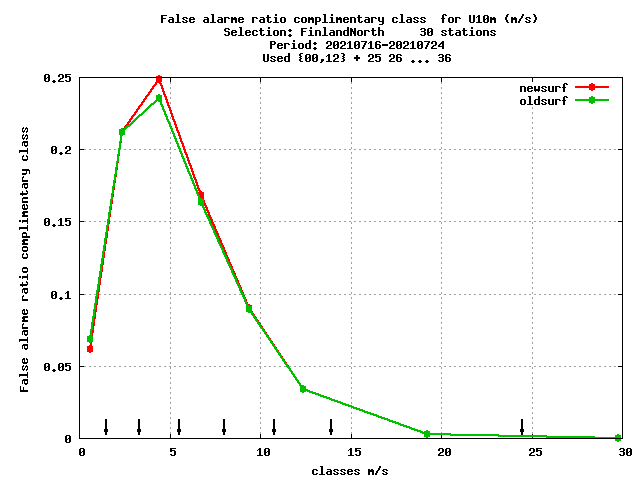 False alarme ratio complimentary class  for U10m (m/s)
Selection: FinlandNorth     30 stations
Period: 20210716-20210724
Used {00,12} + 25 26 ... 36
newsurf
oldsurf
0.25
0.2
0.15
0.1
0.05
0
False alarme ratio complimentary class
0 5 10 15 20 25 30
classes m/s